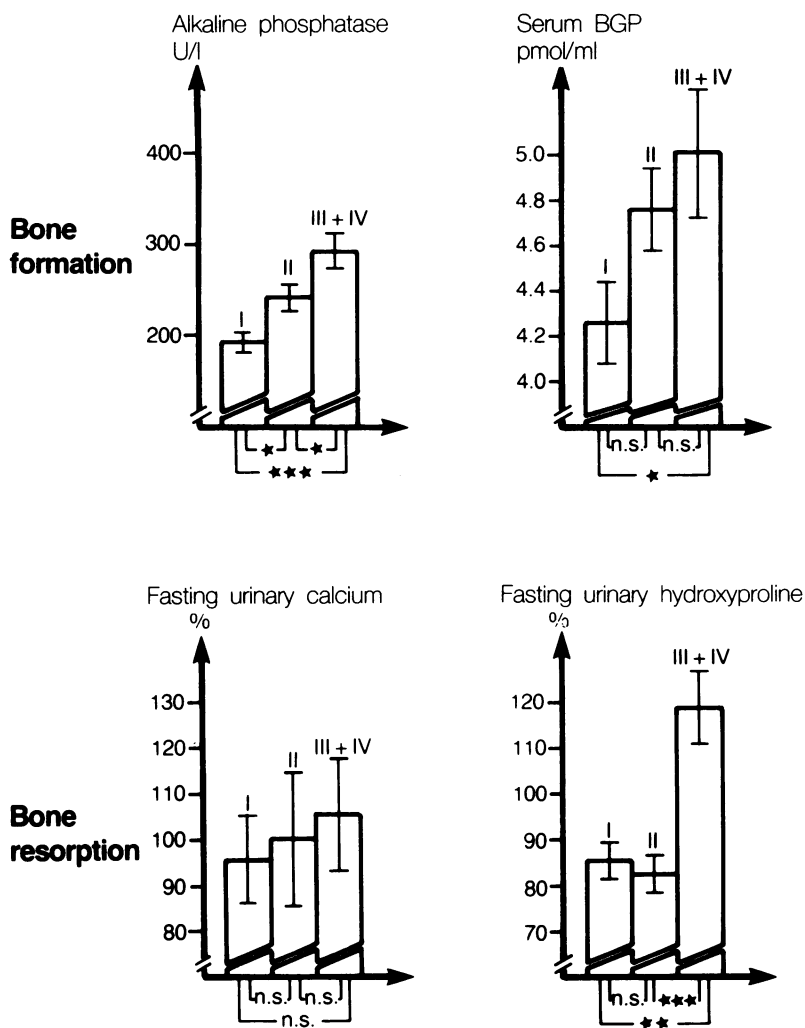 Alkaline phosphatase
U/l
400
300
200
I
II
III + IV
★
★
★★★
Serum BGP
pmol/ml
5.0
4.8
4.6
4.4
4.2
4.0
I
II
III + IV
n.s.
n.s.
★
Bone
formation
Fasting urinary calcium
%
130
120
110
100
90
80
I
II
III + IV
n.s.
n.s.
n.s.
Fasting urinary hydroxyproline
%
120
110
100
90
80
70
I
II
III + IV
n.s.
★★★
★★
Bone
resorption